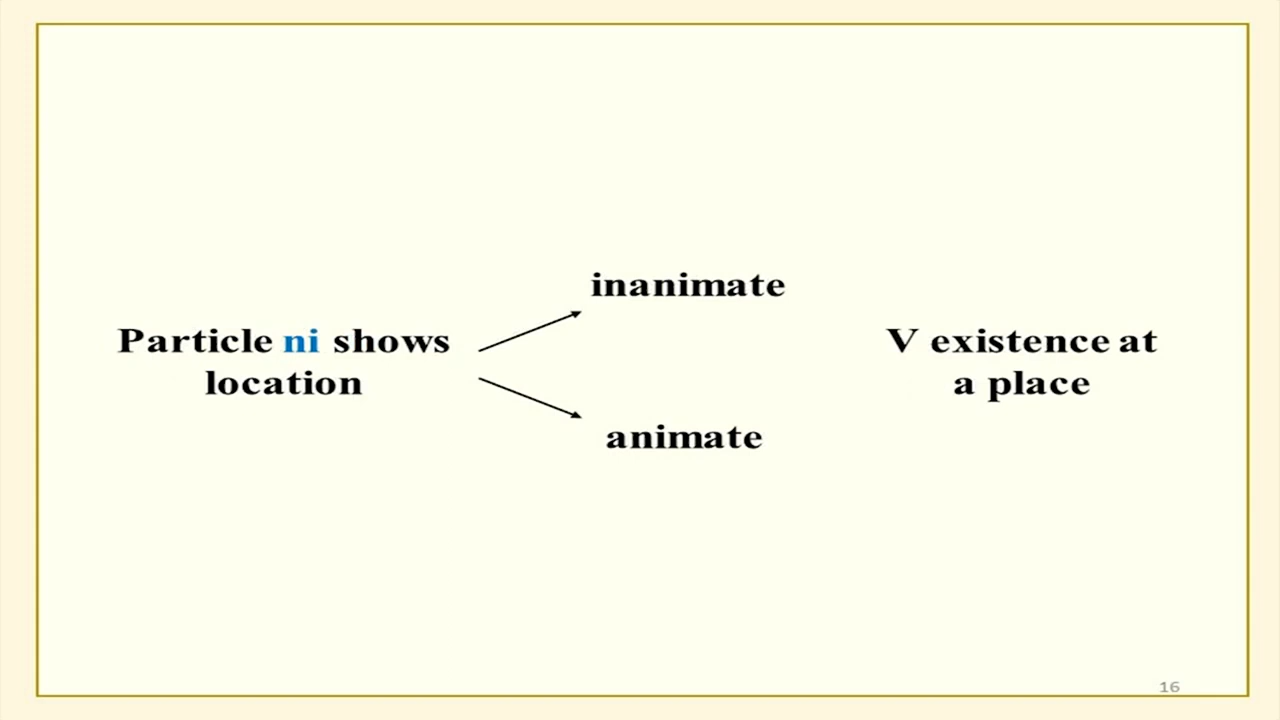 inanimate
Particle ni shows
location
V existence at
a place
animate
16